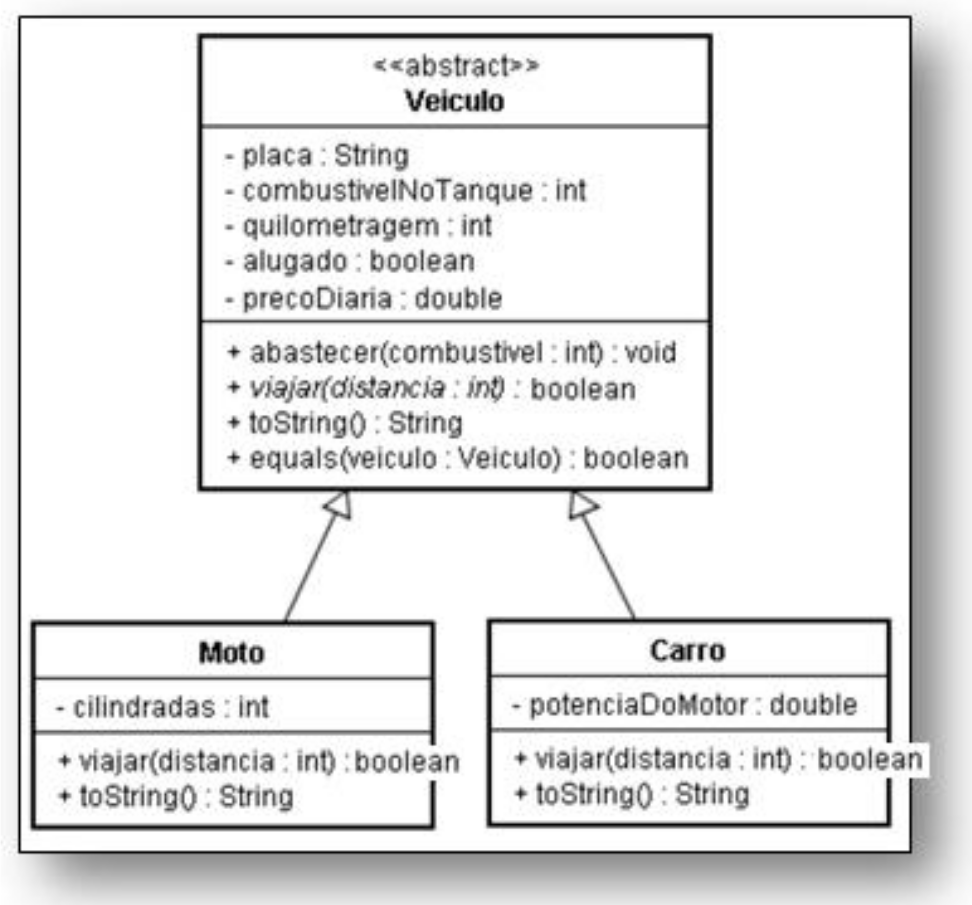 <<abstract>>
Veiculo
- placa : String
- combustivelNoTanque : int
- quilometragem : int
- alugado : boolean
- precoDiaria : double
+ abastecer(combustivel : int) : void
+ viajar(distancia : int) : boolean
+ toString() : String
+ equals(veiculo : Veiculo) : boolean
Moto
- cilindradas : int
+ viajar(distancia : int) : boolean
+ toString() : String
Carro
- potenciaDoMotor : double
+ viajar(distancia : int) : boolean
+ toString() : String